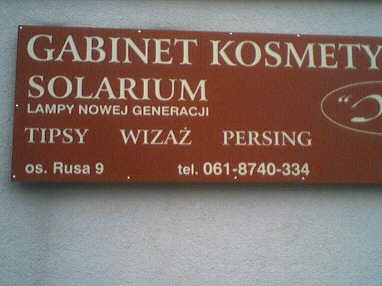 GABINET KOSMETY
SOLARIUM
LAMPY NOWEJ GENERACJI
TIPSY WIZAŻ PERSING
os. Rusa 9 tel. 061-8740-334